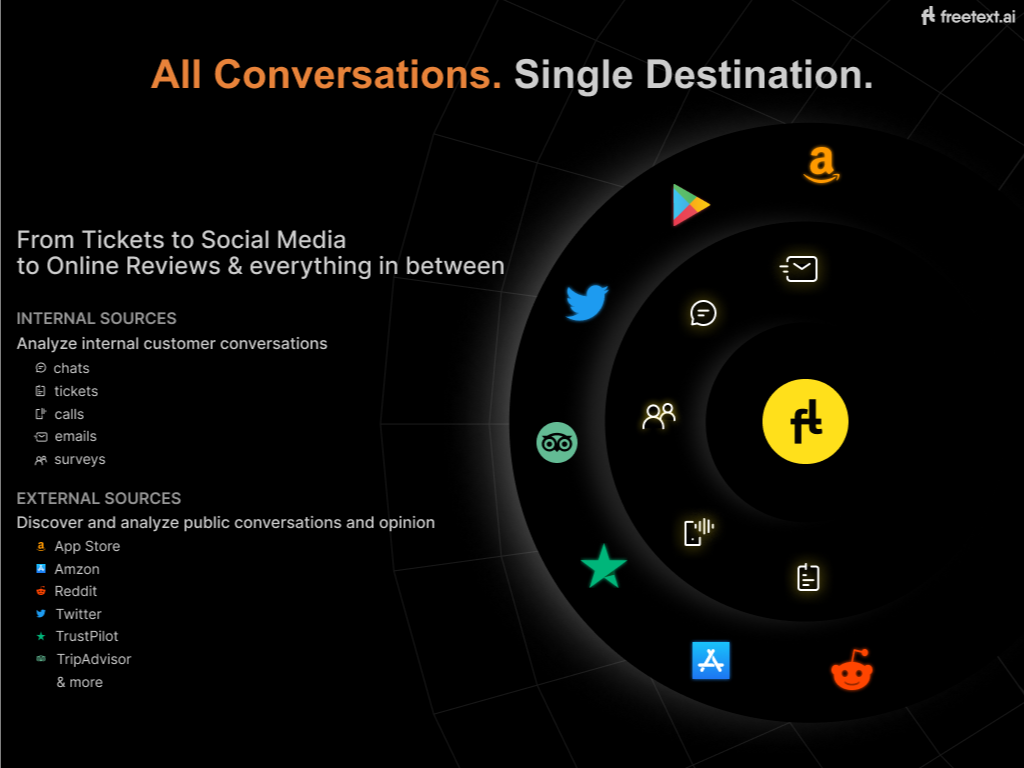 freetext.ai
All Conversations. Single Destination.
From Tickets to Social Media
to Online Reviews & everything in between
INTERNAL SOURCES
Analyze internal customer conversations
chats
tickets
calls
emails
surveys
EXTERNAL SOURCES
Discover and analyze public conversations and opinion
App Store
Amzon
Reddit
Twitter
TrustPilot
TripAdvisor
& more